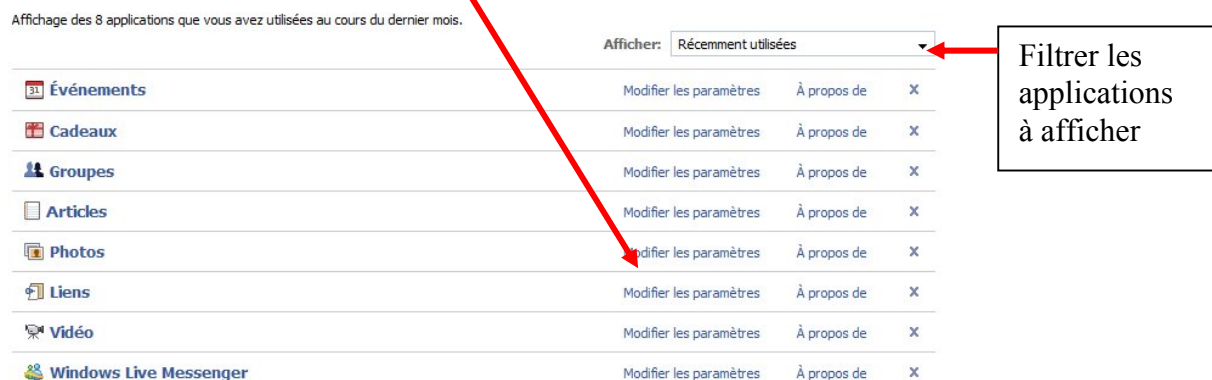 Affichage des 8 applications que vous avez utilisées au cours du dernier mois.
Afficher: Récemment utilisées
Filtrer les
applications
à afficher
Événements Modifier les paramètres À propos de x
Cadeaux Modifier les paramètres À propos de x
Groupes Modifier les paramètres À propos de x
Articles Modifier les paramètres À propos de x
Photos Modifier les paramètres À propos de x
Liens Modifier les paramètres À propos de x
Vidéo Modifier les paramètres À propos de x
Windows Live Messenger Modifier les paramètres À propos de x